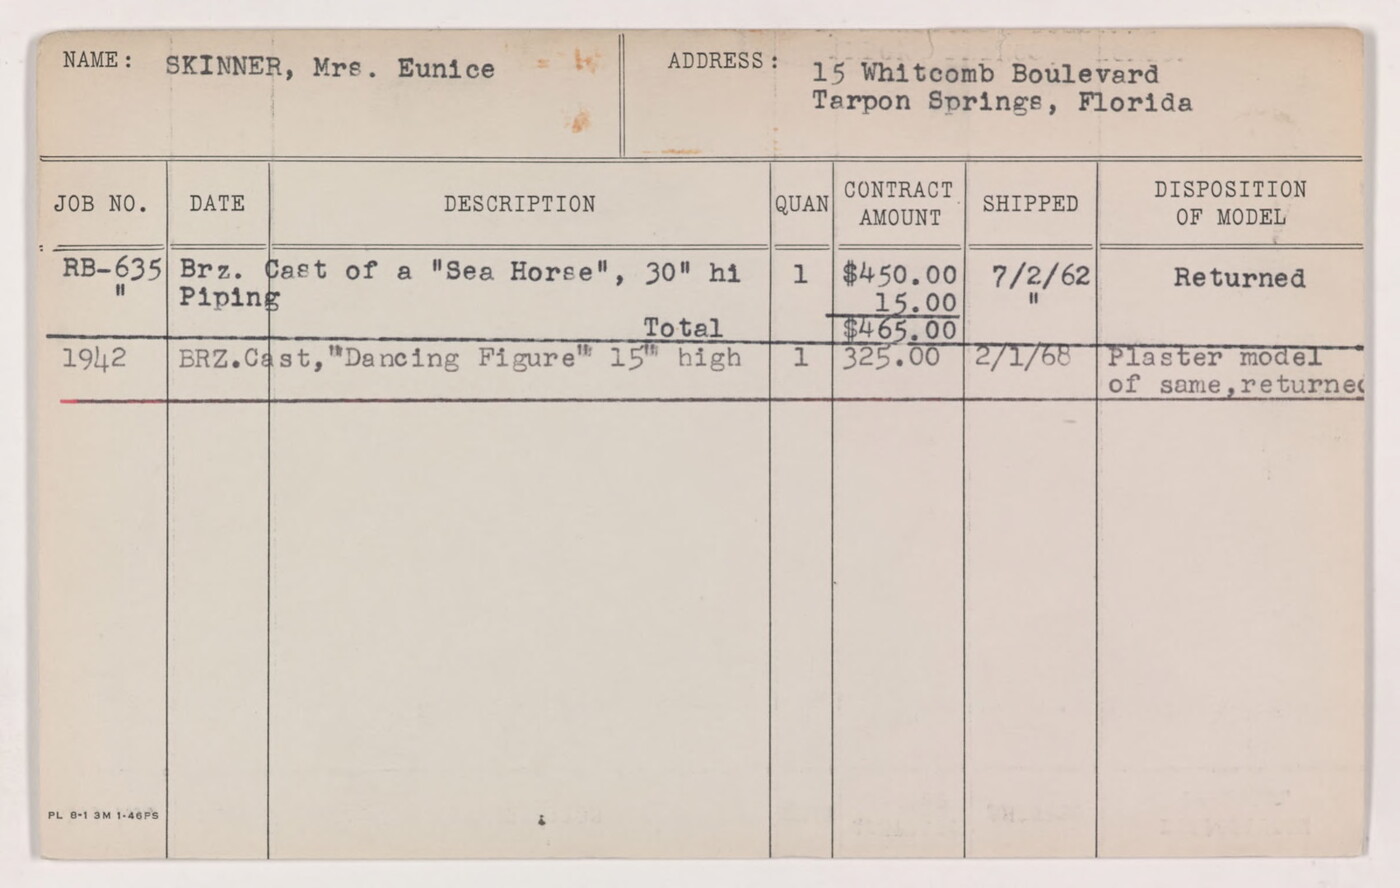 NAME: SKINNER, Mrs. Eunice
ADDRESS: 15 Whitcomb Boulevard
Tarpon Springs, Florida
JOB NO. DATE DESCRIPTION QUAN CONTRACT AMOUNT SHIPPED DISPOSITION OF MODEL
RB-635 Brz. Cast of a "Sea Horse", 30" hi 1 $450.00 7/2/62 Returned
" Piping 15.00 "
Total $465.00
1942 BRZ.Cast,"Dancing Figure" 15" high 1 325.00 2/1/68 Plaster model
of same,returned
PL 8-1 3M 1-46PS